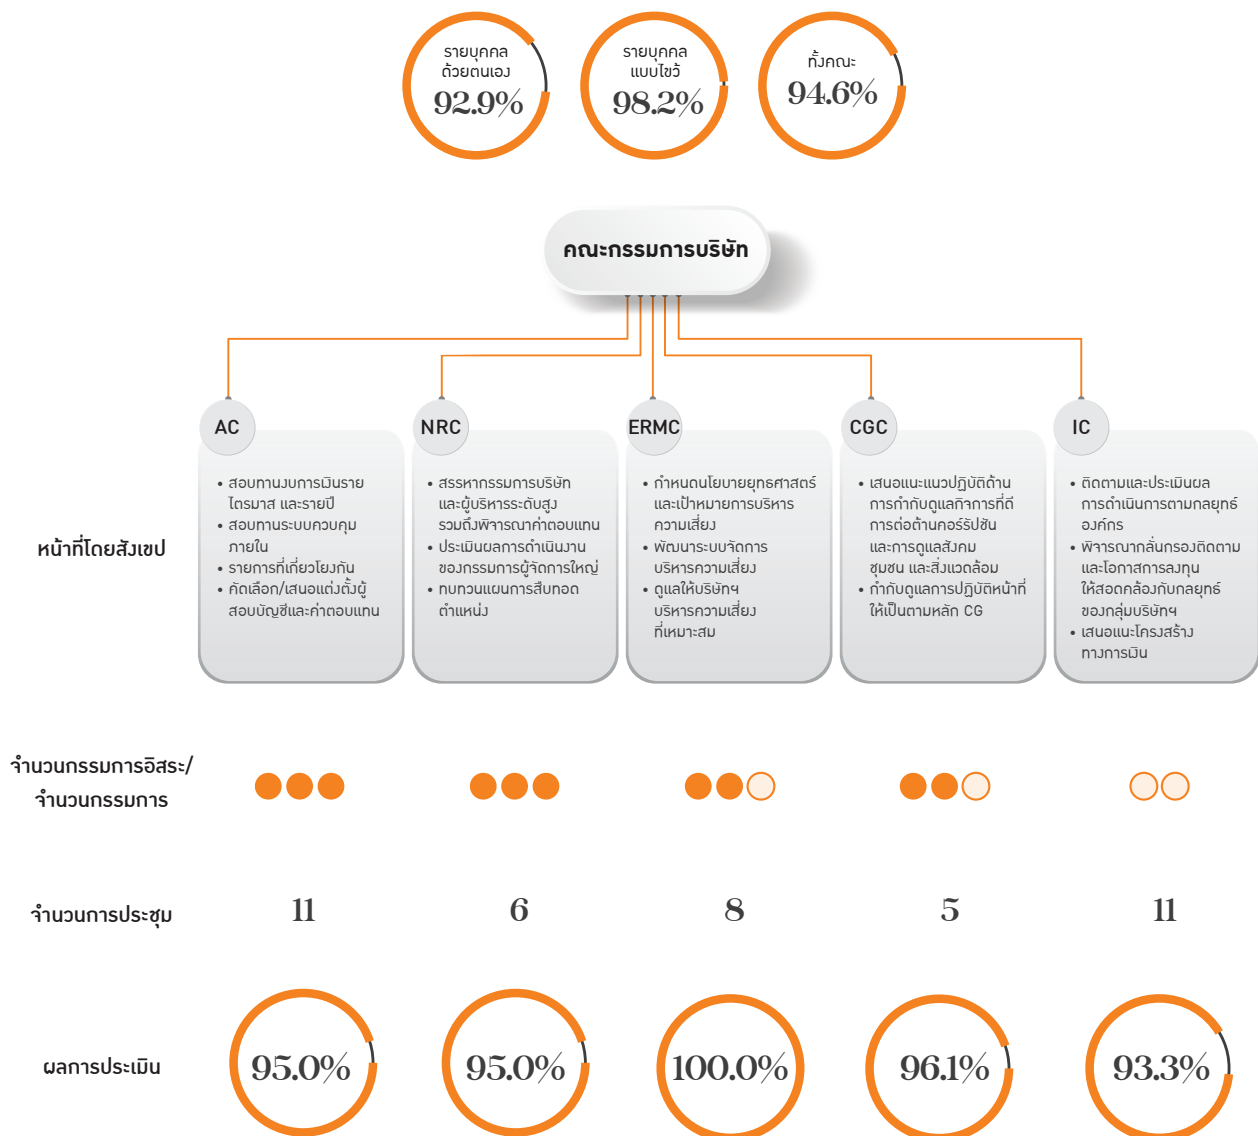 รายบุคคล
ด้วยตนเอง
92.9%
รายบุคคล
แบบไขว้
98.2%
ทั้งคณะ
94.6%
คณะกรรมการบริษัท
AC
NRC
ERMC
CGC
IC
หน้าที่โดยสังเขป
• สอบทานงบการเงินราย
ไตรมาส และรายปี
• สอบทานระบบควบคุม
ภายใน
• รายการที่เกี่ยวโยงกัน
• คัดเลือก/เสนอแต่งตั้งผู้
สอบบัญชีและค่าตอบแทน
• สรรหากรรมการบริษัท
และผู้บริหารระดับสูง
รวมถึงพิจารณาค่าตอบแทน
• ประเมินผลการดำเนินงาน
ของกรรมการผู้จัดการใหญ่
• ทบทวนแผนการสืบทอด
ตำแหน่ง
• กำหนดนโยบายยุทธศาสตร์
และเป้าหมายการบริหาร
ความเสี่ยง
• พัฒนาระบบจัดการ
บริหารความเสี่ยง
• ดูแลให้บริษัทฯ
บริหารความเสี่ยง
ที่เหมาะสม
• เสนอแนะแนวปฏิบัติด้าน
การกำกับดูแลกิจการที่ดี
การต่อต้านคอร์รัปชัน
และการดูแลสังคม
ชุมชน และสิ่งแวดล้อม
• กำกับดูแลการปฏิบัติหน้าที่
ให้เป็นตามหลัก CG
• ติดตามและประเมินผล
การดำเนินการตามกลยุทธ์
องค์กร
• พิจารณากลั่นกรองติดตาม
และโอกาสการลงทุน
ให้สอดคล้องกับกลยุทธ์
ของกลุ่มบริษัทฯ
• เสนอแนะโครงสร้าง
ทางการเงิน
จำนวนกรรมการอิสระ/
จำนวนกรรมการ
จำนวนการประชุม
11
6
8
5
11
ผลการประเมิน
95.0%
95.0%
100.0%
96.1%
93.3%